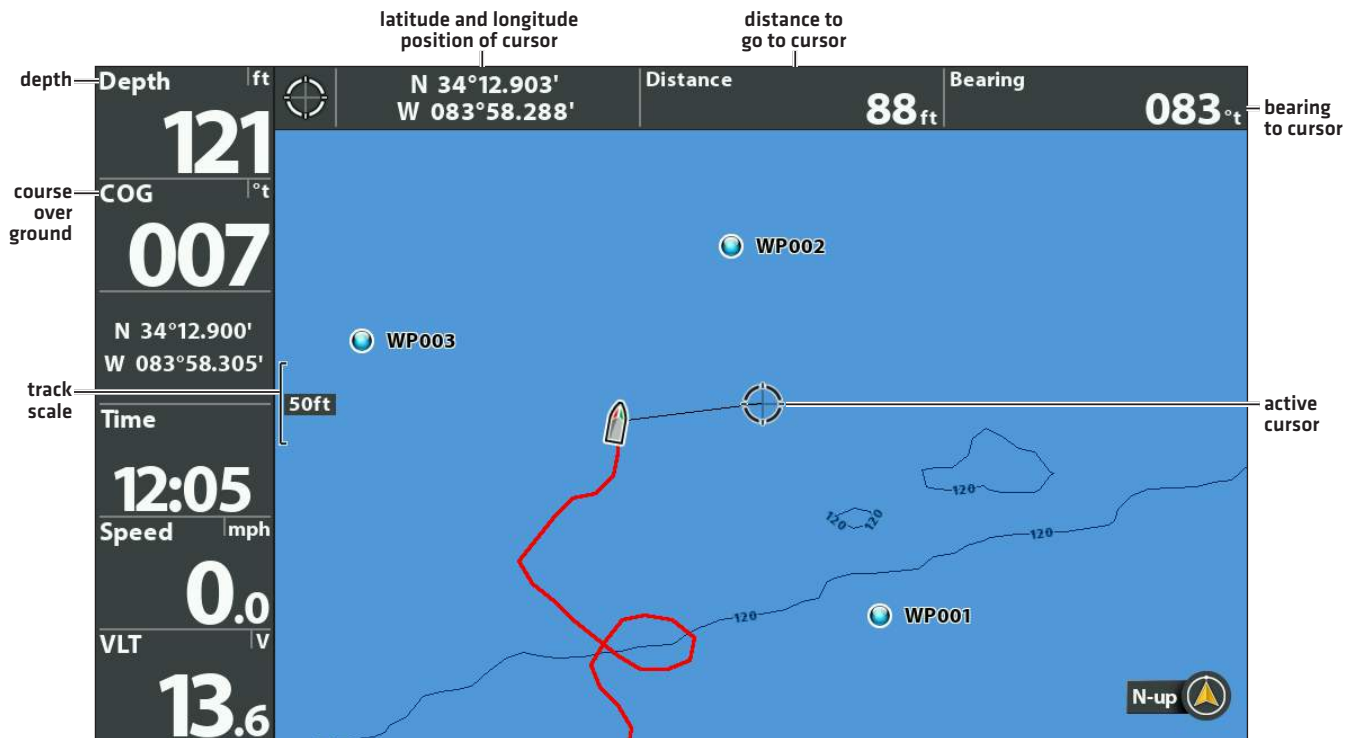 latitude and longitude
position of cursor
distance to
go to cursor
depth
Depth ft
121
N 34°12.903'
W 083°58.288'
Distance
88 ft
Bearing
083 °t
bearing
to cursor
course
over
ground
COG °t
007
WP002
N 34°12.900'
W 083°58.305'
WP003
track
scale
50ft
active
cursor
Time
12:05
120
120
120
120
Speed mph
0.0
120
WP001
VLT V
13.6
N-up